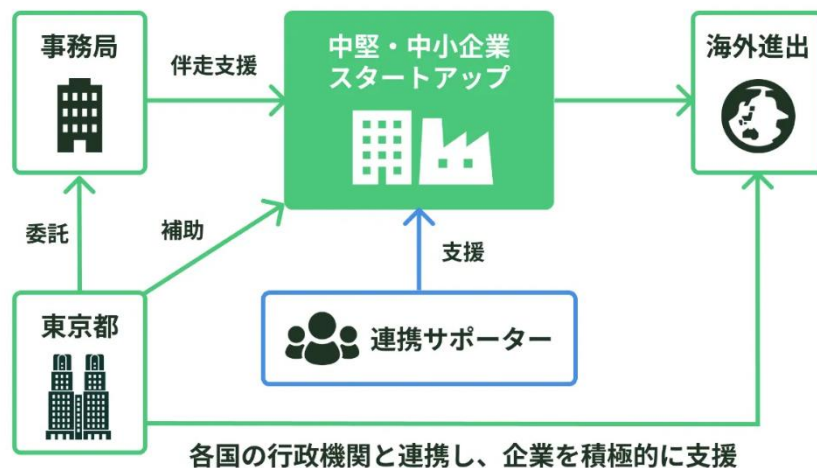 事務局
伴走支援
中堅・中小企業
スタートアップ
海外進出
委託
補助
支援
東京都
連携サポーター
各国の行政機関と連携し、企業を積極的に支援